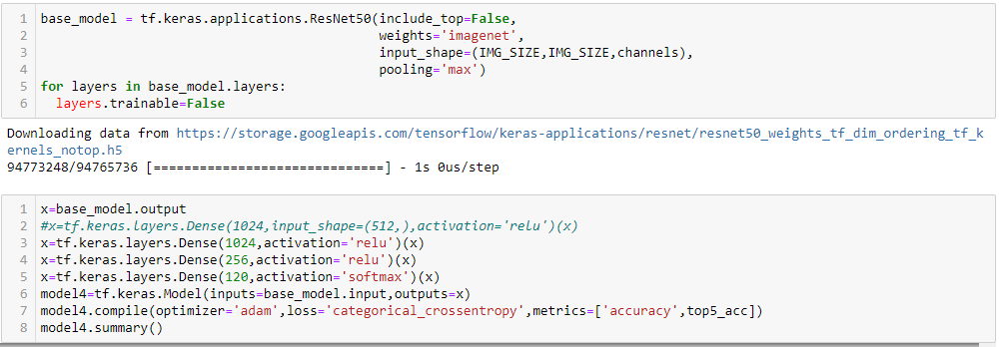 1 base_model = tf.keras.applications.ResNet50(include_top=False,
2 weights='imagenet',
3 input_shape=(IMG_SIZE,IMG_SIZE,channels),
4 pooling='max')
5 for layers in base_model.layers:
6 layers.trainable=False
Downloading data from https://storage.googleapis.com/tensorflow/keras-applications/resnet/resnet50_weights_tf_dim_ordering_tf_k
ernels_notop.h5
94773248/94765736 [==============================] - 1s 0us/step
1 x=base_model.output
2 #x=tf.keras.layers.Dense(1024,input_shape=(512,),activation='relu')(x)
3 x=tf.keras.layers.Dense(1024,activation='relu')(x)
4 x=tf.keras.layers.Dense(256,activation='relu')(x)
5 x=tf.keras.layers.Dense(120,activation='softmax')(x)
6 model4=tf.keras.Model(inputs=base_model.input,outputs=x)
7 model4.compile(optimizer='adam',loss='categorical_crossentropy',metrics=['accuracy',top5_acc])
8 model4.summary()